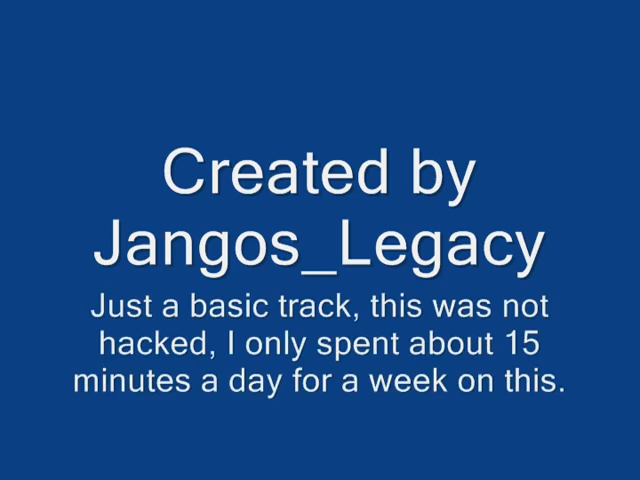 Created by
Jangos_Legacy
Just a basic track, this was not
hacked, I only spent about 15
minutes a day for a week on this.